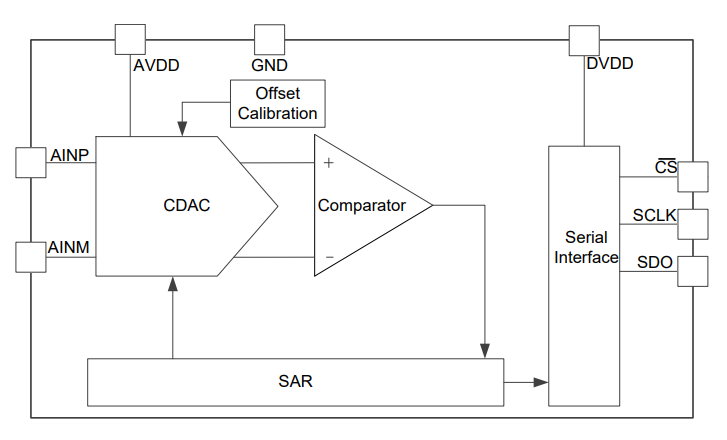 AVDD
GND
DVDD
Offset
Calibration
AINP
+
CS
CDAC
Comparator
SCLK
AINM
Serial
Interface
−
SDO
SAR